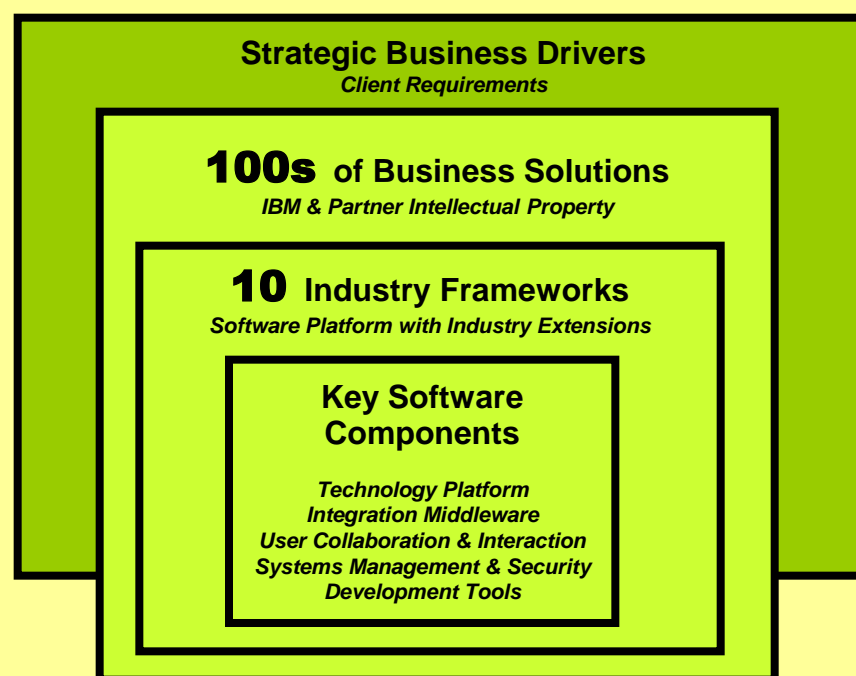 Strategic Business Drivers
Client Requirements
100s of Business Solutions
IBM & Partner Intellectual Property
10 Industry Frameworks
Software Platform with Industry Extensions
Key Software
Components
Technology Platform
Integration Middleware
User Collaboration & Interaction
Systems Management & Security
Development Tools